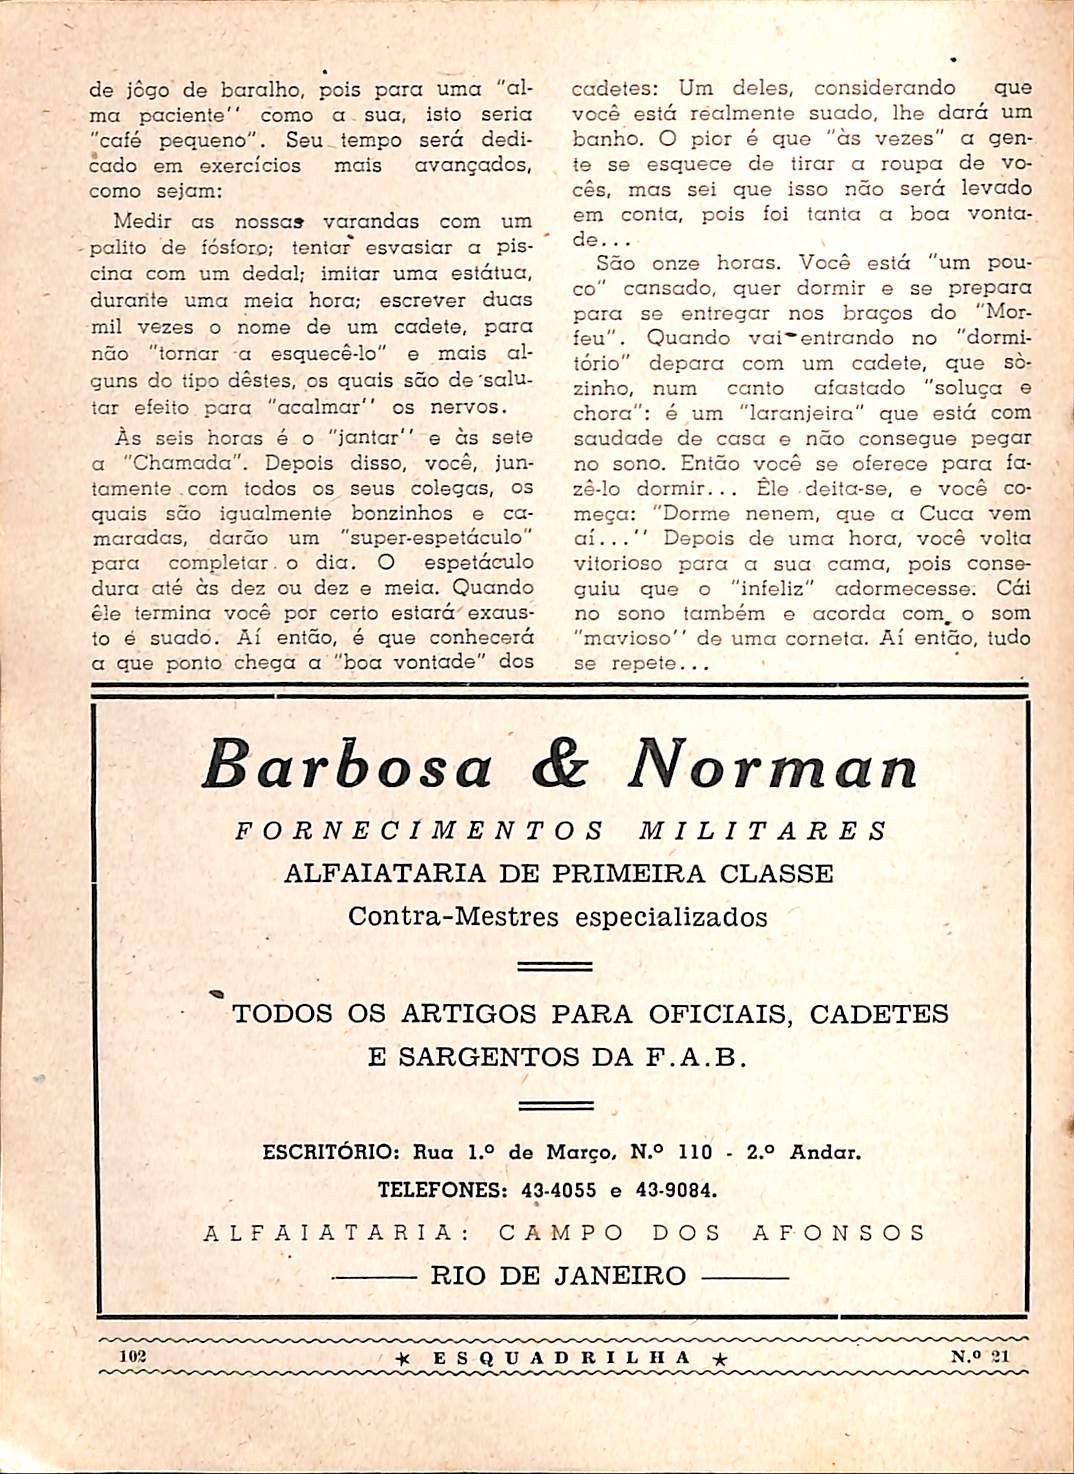 de jôgo de baralho, pois para uma "al-
ma paciente'' como a sua, isto seria
"café pequeno". Seu tempo será dedi-
cado em exercícios mais avançados,
como sejam:
Medir as nossas varandas com um
palito de fósforo; tentar esvasiar a pis-
cina com um dedal; imitar uma estátua,
durante uma meia hora; escrever duas
mil vezes o nome de um cadete, para
não "tornar a esquecê-lo" e mais al-
guns do tipo dêstes, os quais são de salu-
tar efeito para "acalmar'' os nervos.
Às seis horas é o "jantar'' e às sete
a "Chamada". Depois disso, você, jun-
tamente com todos os seus colegas, os
quais são igualmente bonzinhos e ca-
maradas, darão um "super-espetáculo"
para completar o dia. O espetáculo
dura até às dez ou dez e meia. Quando
êle termina você por certo estará exaus-
to e suado. Aí então, é que conhecerá
a que ponto chega a "boa vontade" dos
cadetes: Um deles, considerando que
você está realmente suado, lhe dará um
banho. O pior é que "às vezes" a gen-
te se esquece de tirar a roupa de vo-
cês, mas sei que isso não será levado
em conta, pois foi tanta a boa vonta-
de...
São onze horas. Você está "um pou-
co" cansado, quer dormir e se prepara
para se entregar nos braços do "Mor-
feu". Quando vai entrando no "dormi-
tório" depara com um cadete, que sò-
zinho, num canto afastado "soluça e
chora": é um "laranjeira" que está com
saudade de casa e não consegue pegar
no sono. Então você se oferece para fa-
zê-lo dormir... Êle deita-se, e você co-
meça: "Dorme nenem, que a Cuca vem
aí...'' Depois de uma hora, você volta
vitorioso para a sua cama, pois conse-
guiu que o "infeliz" adormecesse. Cái
no sono também e acorda com o som
"mavioso'' de uma corneta. Aí então, tudo
se repete...
Barbosa & Norman
FORNECIMENTOS MILITARES
ALFAIATARIA DE PRIMEIRA CLASSE
Contra-Mestres especializados
TODOS OS ARTIGOS PARA OFICIAIS, CADETES
E SARGENTOS DA F.A.B.
ESCRITÓRIO: Rua 1.º de Março, N.º 110 - 2.º Andar.
TELEFONES: 43-4055 e 43-9084.
ALFAIATARIA: CAMPO DOS AFONSOS
RIO DE JANEIRO
102 ★ ESQUADRILHA ★ N.º 21